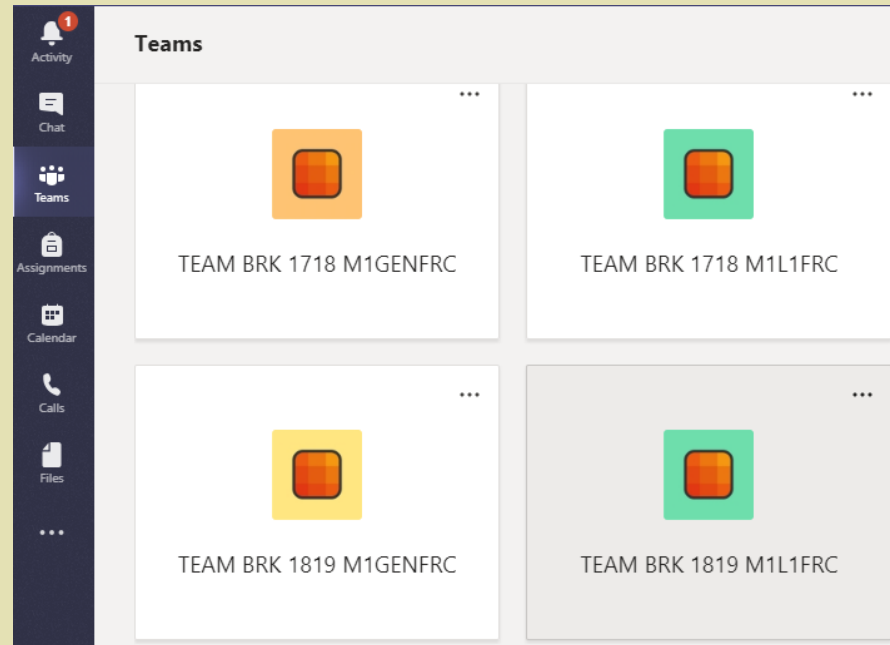 1
Activity
Chat
Teams
Assignments
Calendar
Calls
Files
Teams
TEAM BRK 1718 M1GENFRC
TEAM BRK 1718 M1L1FRC
TEAM BRK 1819 M1GENFRC
TEAM BRK 1819 M1L1FRC